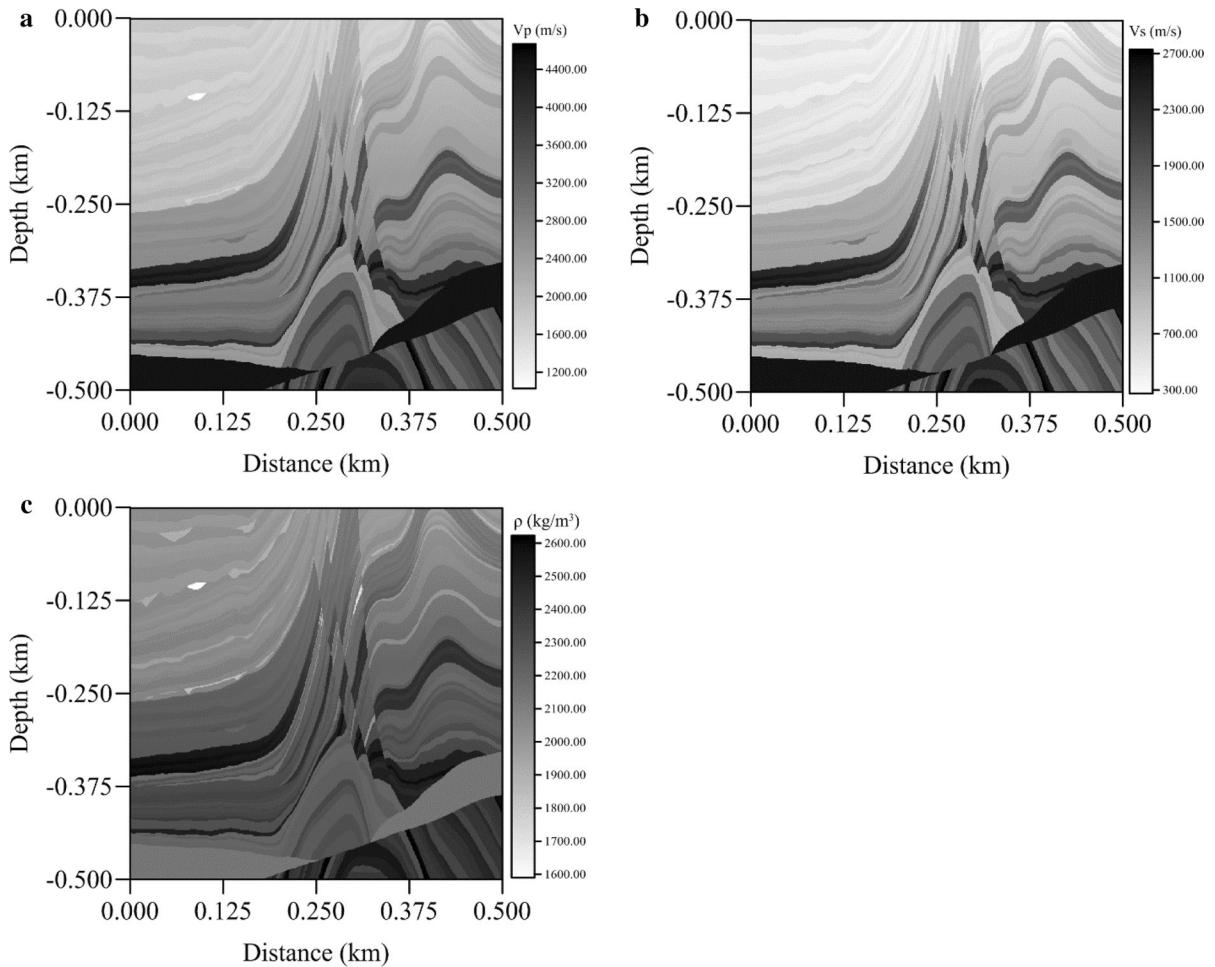 a
Vp (m/s)
0.000
-0.125
-0.250
-0.375
-0.500
Depth (km)
4400.00
4000.00
3600.00
3200.00
2800.00
2400.00
2000.00
1600.00
1200.00
0.000 0.125 0.250 0.375 0.500
Distance (km)
b
Vs (m/s)
0.000
-0.125
-0.250
-0.375
-0.500
Depth (km)
2700.00
2300.00
1900.00
1500.00
1100.00
700.00
300.00
0.000 0.125 0.250 0.375 0.500
Distance (km)
c
ρ (kg/m³)
0.000
-0.125
-0.250
-0.375
-0.500
Depth (km)
2600.00
2500.00
2400.00
2300.00
2200.00
2100.00
2000.00
1900.00
1800.00
1700.00
1600.00
0.000 0.125 0.250 0.375 0.500
Distance (km)